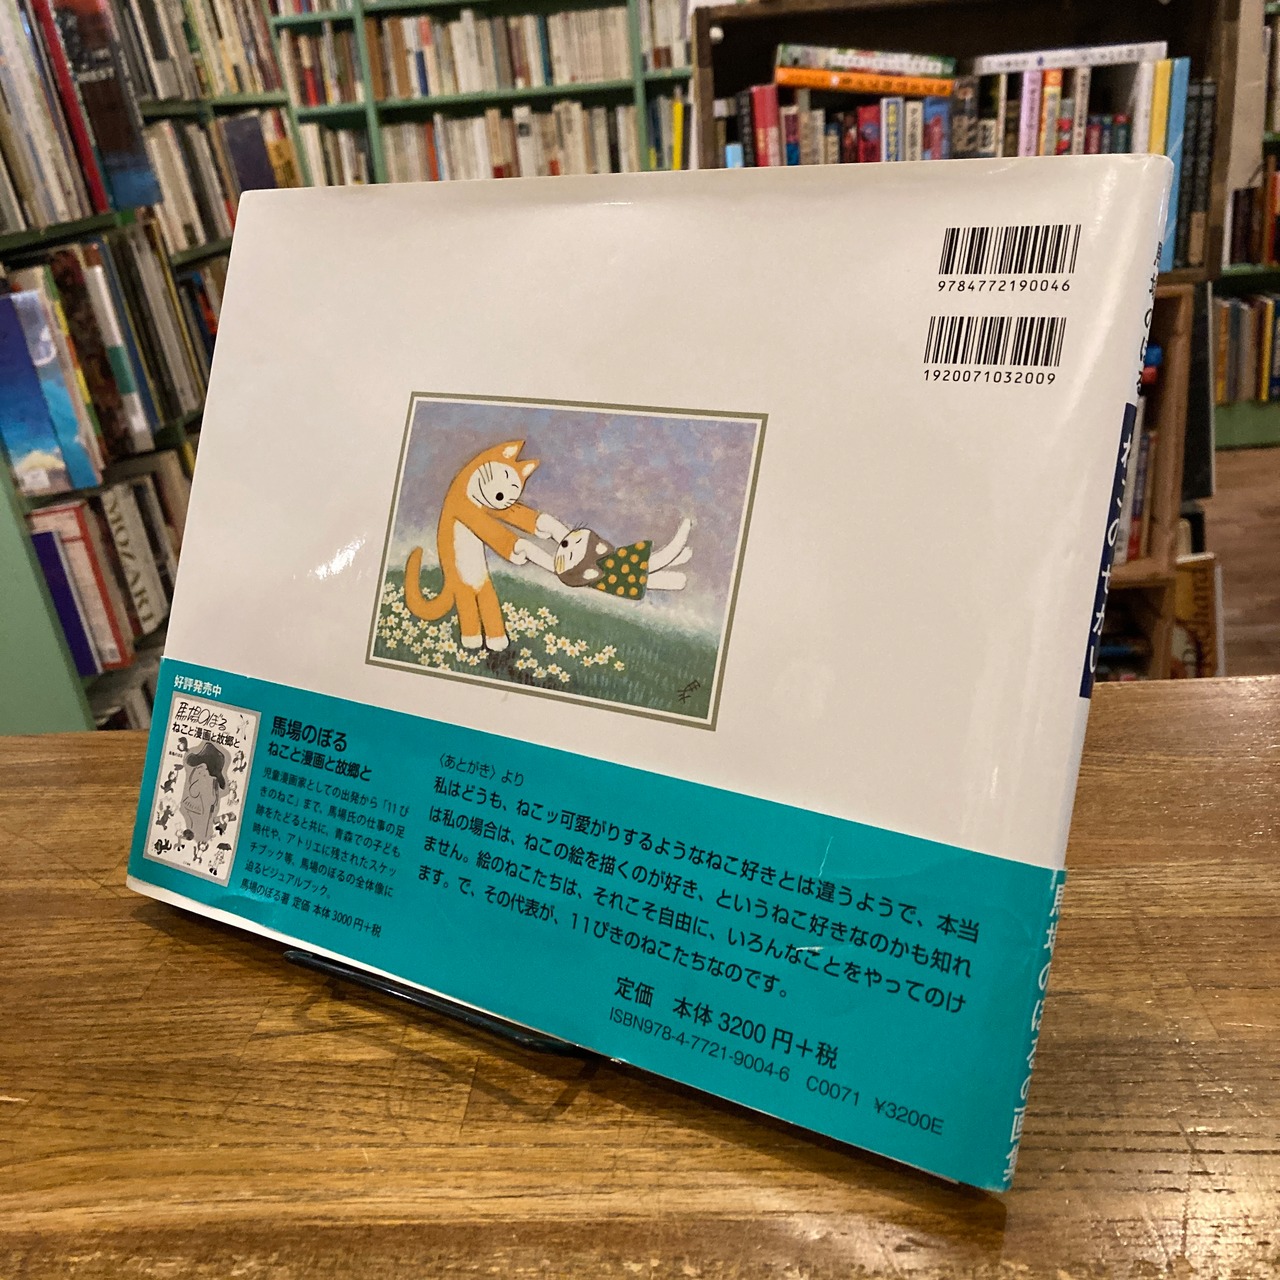 9784772190046
1920071032009
好評発売中
馬場のぼる
ねこと漫画と故郷と
馬場のぼる
ねこと漫画と故郷と
児童漫画家としての出発から「11ぴ
きのねこ」まで、馬場氏の仕事の足
跡をたどると共に、青森での子ども
時代や、アトリエに残されたスケッ
チブック等、馬場のぼるの全体像に
迫るビジュアルブック。
馬場のぼる著 定価 本体3000円+税
〈あとがき〉より
私はどうも、ねこッ可愛がりするようなねこ好きとは違うようで、本当
は私の場合は、ねこの絵を描くのが好き、というねこ好きなのかも知れ
ません。絵のねこたちは、それこそ自由に、いろんなことをやってのけ
ます。で、その代表が、11ぴきのねこたちなのです。
定価 本体3200円+税
ISBN978-4-7721-9004-6 C0071 ¥3200E
MOZART